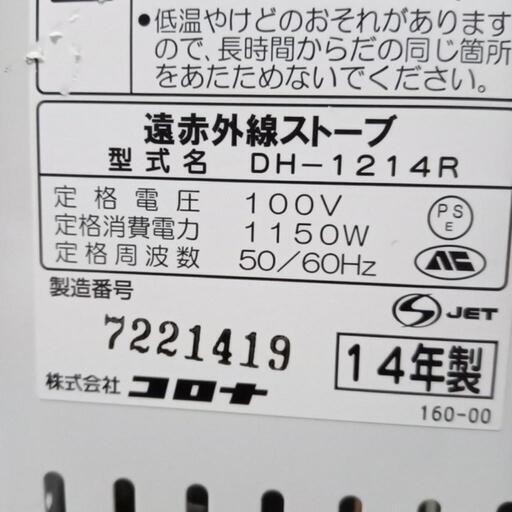 ●低温やけどのおそれがあります
ので、長時間からだの同じ箇所
をあたためないでください。
遠赤外線ストーブ
型式名 DH-1214R
定格電圧 100V
定格消費電力 1150W
定格周波数 50/60Hz
PS
E
製造番号
7221419
S JET
14年製
株式会社 コロナ
160-00